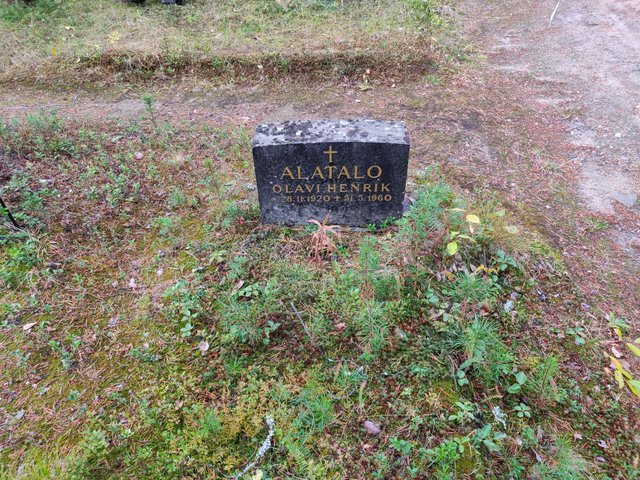 ALATALO
OLAVI HENRIK
*28.11.1920 +31.5.1960